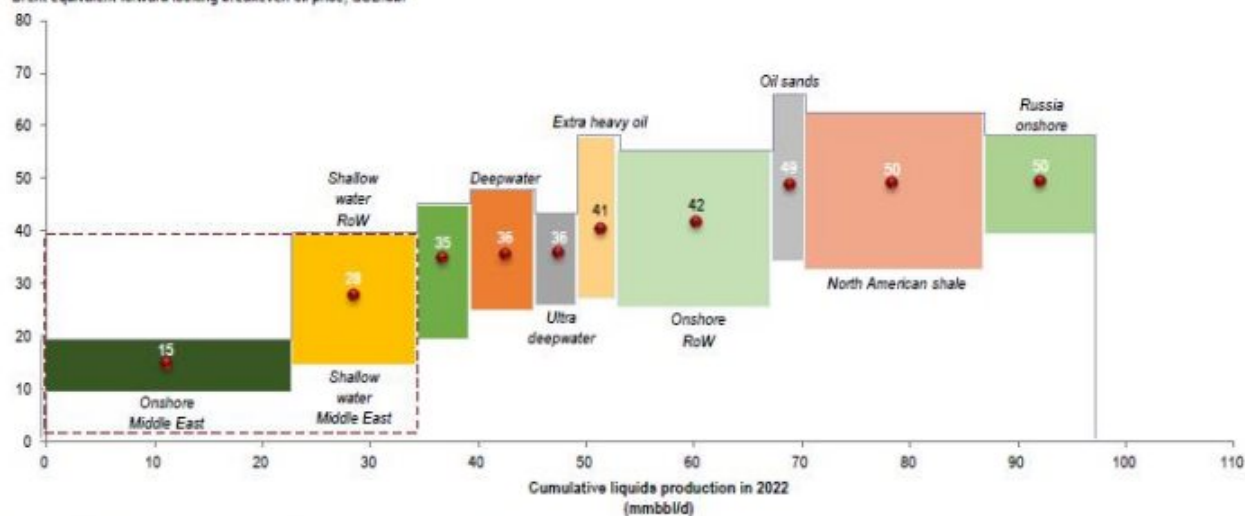 80
70
60
50
40
30
20
10
0
Oil sands
Extra heavy oil
Russia
onshore
Shallow
water
RoW
Deepwater
15
28
35
36
36
41
42
49
50
50
Onshore
Middle East
Shallow
water
Middle East
Ultra
deepwater
Onshore
RoW
North American shale
0 10 20 30 40 50 60 70 80 90 100 110
Cumulative liquids production in 2022
(mmbbl/d)